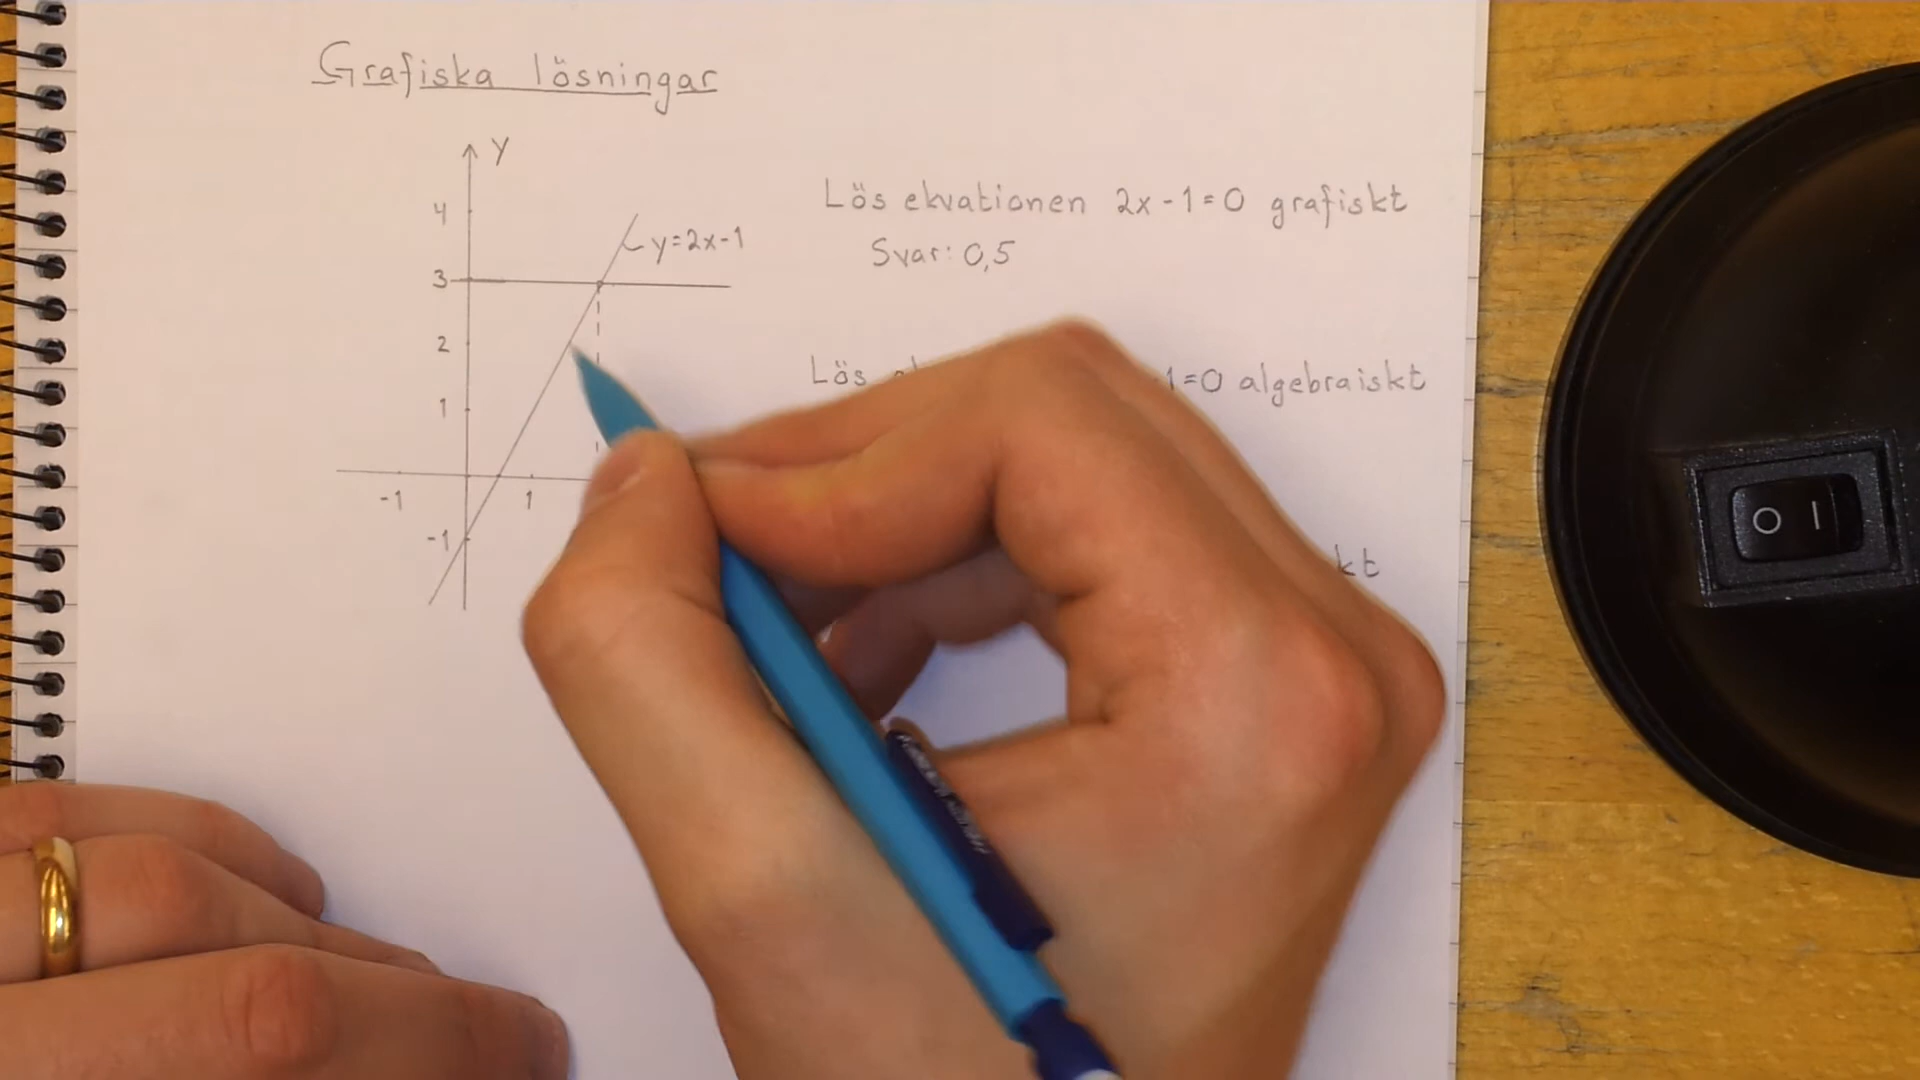 Grafiska lösningar
y
4
y=2x-1
3
2
1
-1 1
-1
Lös ekvationen 2x-1=0 grafiskt
Svar: 0,5
Lös 1=0 algebraiskt
O I